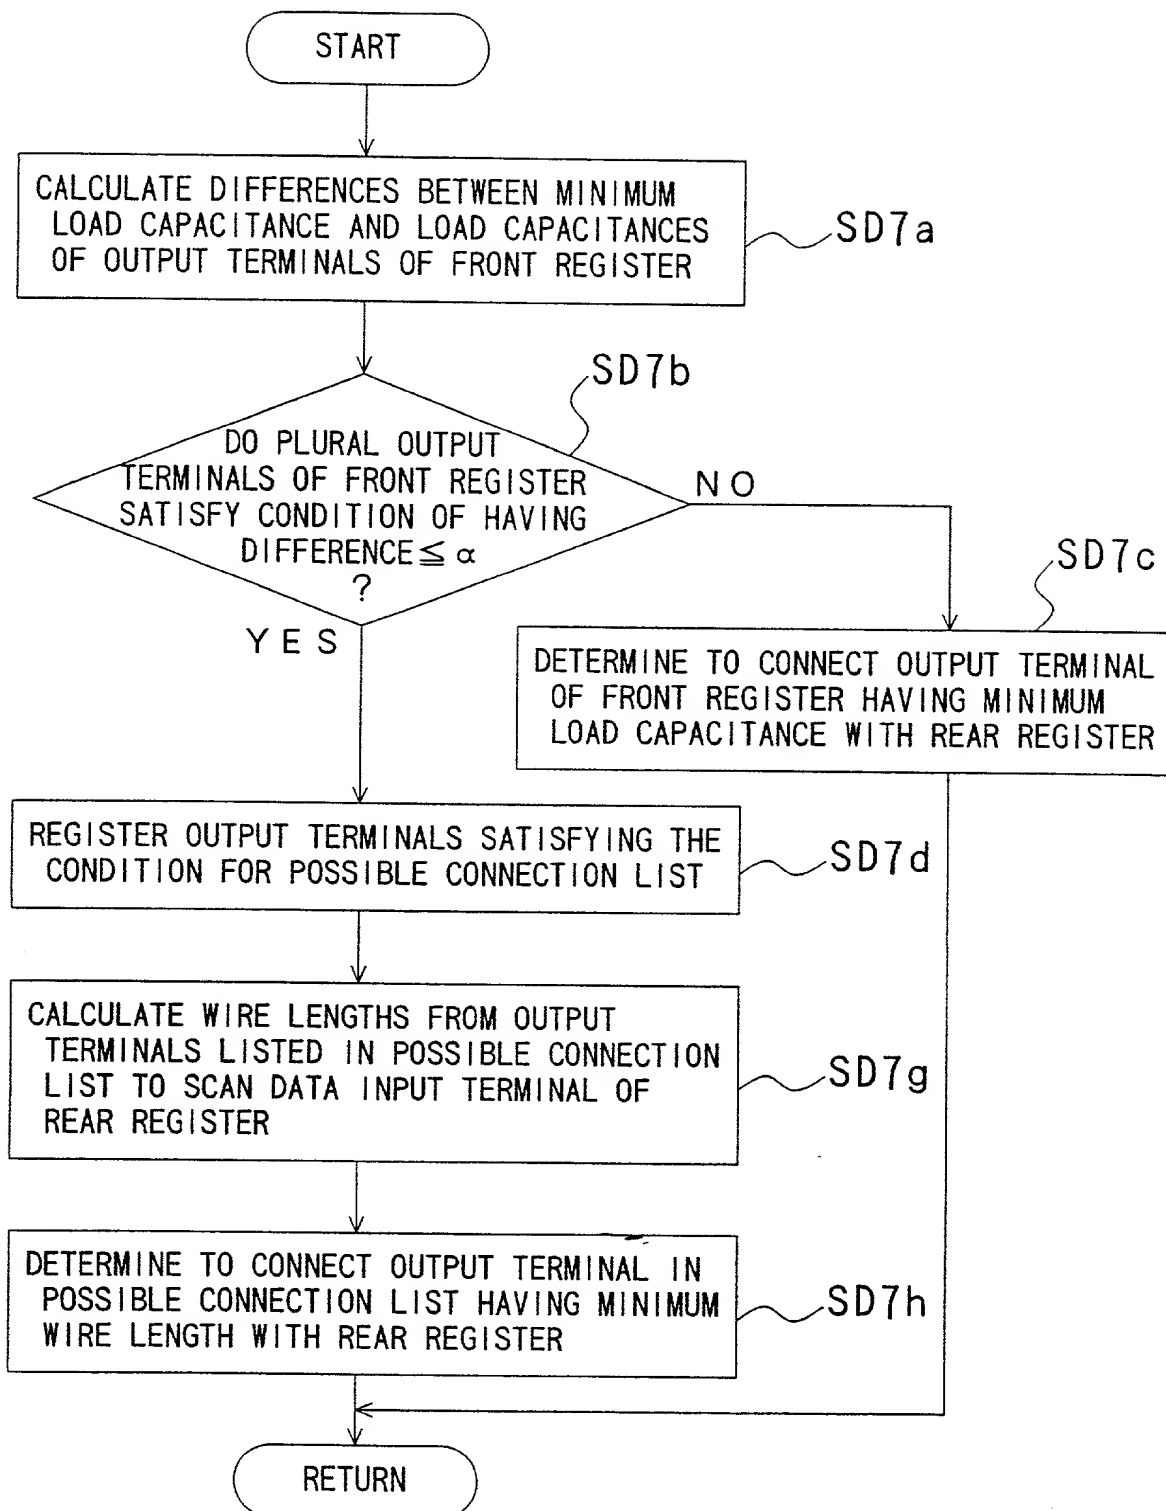 START
CALCULATE DIFFERENCES BETWEEN MINIMUM
LOAD CAPACITANCE AND LOAD CAPACITANCES
OF OUTPUT TERMINALS OF FRONT REGISTER
SD7a
SD7b
DO PLURAL OUTPUT
TERMINALS OF FRONT REGISTER
SATISFY CONDITION OF HAVING
DIFFERENCE≦ α
?
NO
YES
SD7c
DETERMINE TO CONNECT OUTPUT TERMINAL
OF FRONT REGISTER HAVING MINIMUM
LOAD CAPACITANCE WITH REAR REGISTER
REGISTER OUTPUT TERMINALS SATISFYING THE
CONDITION FOR POSSIBLE CONNECTION LIST
SD7d
CALCULATE WIRE LENGTHS FROM OUTPUT
TERMINALS LISTED IN POSSIBLE CONNECTION
LIST TO SCAN DATA INPUT TERMINAL OF
REAR REGISTER
SD7g
DETERMINE TO CONNECT OUTPUT TERMINAL IN
POSSIBLE CONNECTION LIST HAVING MINIMUM
WIRE LENGTH WITH REAR REGISTER
SD7h
RETURN